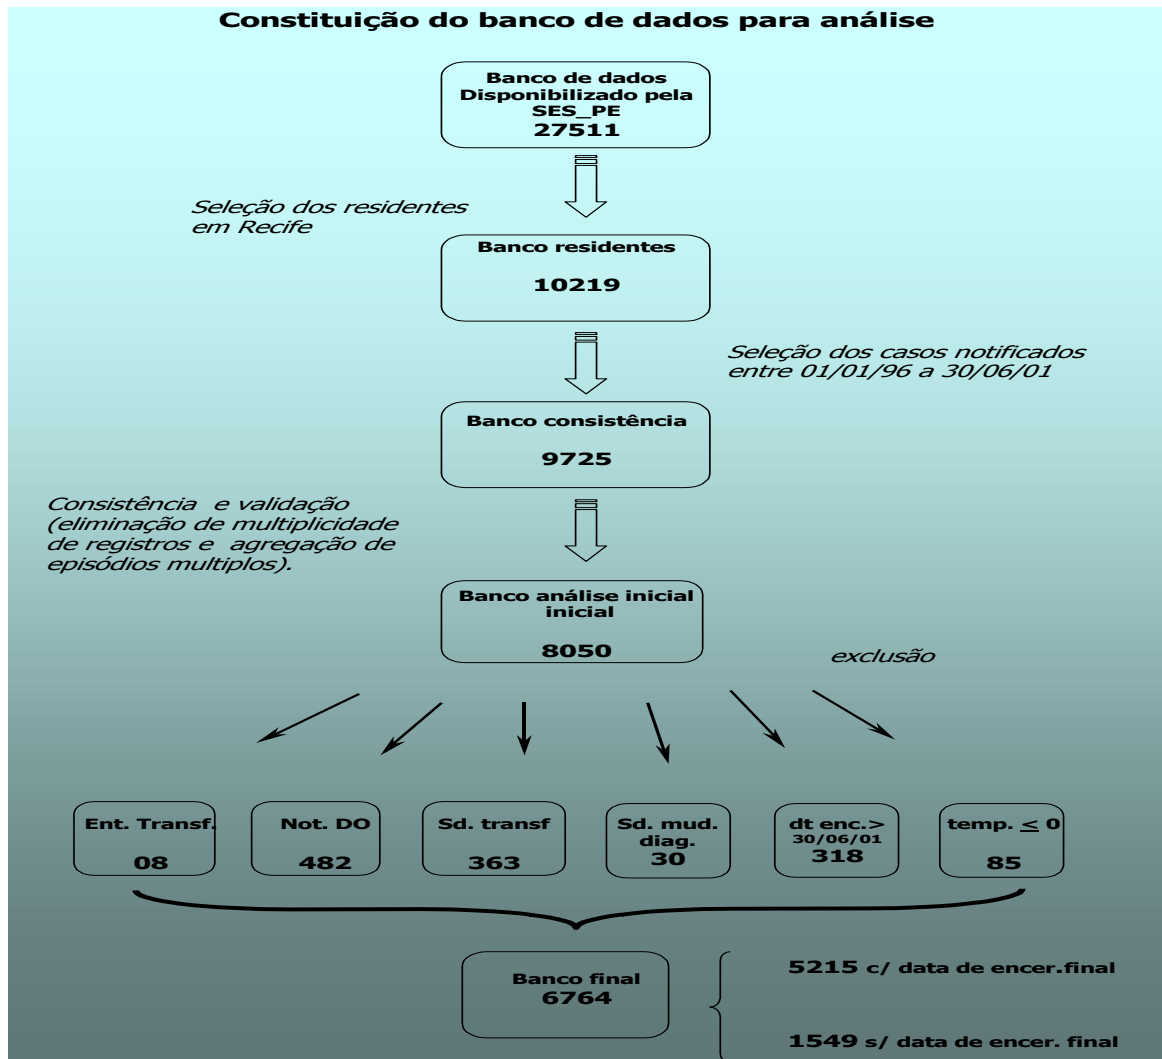 Constituição do banco de dados para análise
Banco de dados
Disponibilizado pela
SES_PE
27511
Seleção dos residentes
em Recife
Banco residentes
10219
Seleção dos casos notificados
entre 01/01/96 a 30/06/01
Banco consistência
9725
Consistência e validação
(eliminação de multiplicidade
de registros e agregação de
episódios multiplos).
Banco análise inicial
inicial
8050
exclusão
Ent. Transf.
08
Not. DO
482
Sd. transf
363
Sd. mud.
diag.
30
dt enc.>
30/06/01
318
temp. ≤ 0
85
Banco final
6764
5215 c/ data de encer.final
1549 s/ data de encer. final